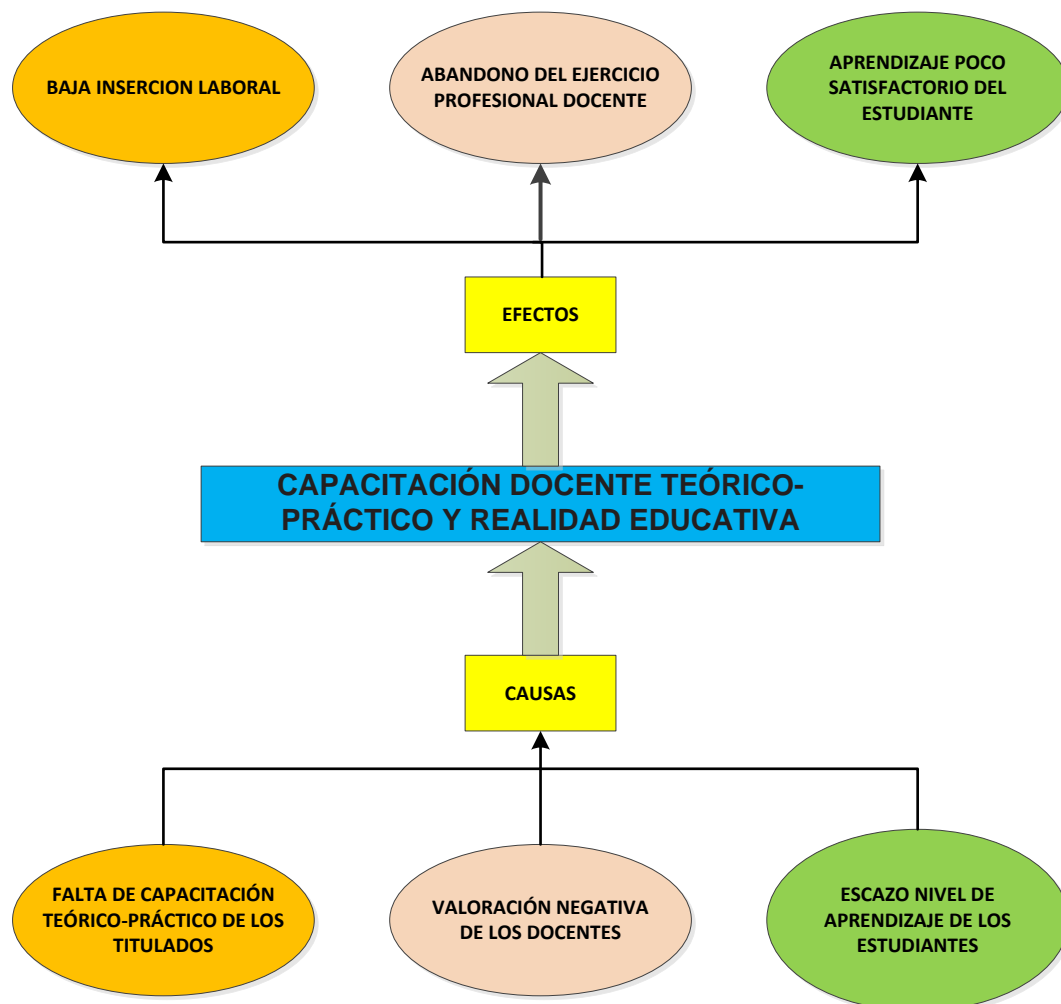 BAJA INSERCION LABORAL
ABANDONO DEL EJERCICIO
PROFESIONAL DOCENTE
APRENDIZAJE POCO
SATISFACTORIO DEL
ESTUDIANTE
EFECTOS
CAPACITACIÓN DOCENTE TEÓRICO-
PRÁCTICO Y REALIDAD EDUCATIVA
CAUSAS
FALTA DE CAPACITACIÓN
TEÓRICO-PRÁCTICO DE LOS
TITULADOS
VALORACIÓN NEGATIVA
DE LOS DOCENTES
ESCAZO NIVEL DE
APRENDIZAJE DE LOS
ESTUDIANTES